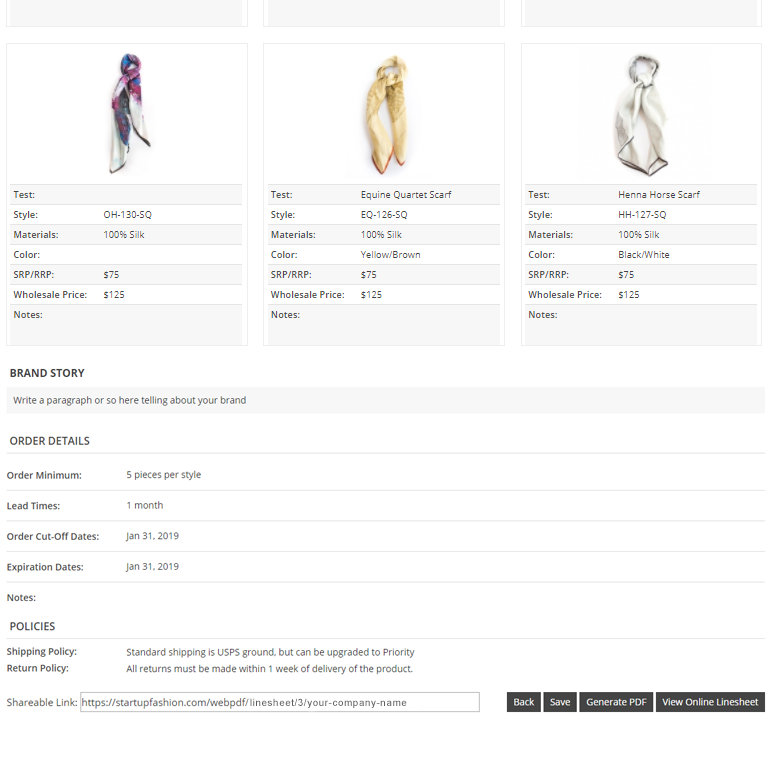 Test:
Style: OH-130-SQ
Materials: 100% Silk
Color:
SRP/RRP: $75
Wholesale Price: $125
Notes:
Test: Equine Quartet Scarf
Style: EQ-126-SQ
Materials: 100% Silk
Color: Yellow/Brown
SRP/RRP: $75
Wholesale Price: $125
Notes:
Test: Henna Horse Scarf
Style: HH-127-SQ
Materials: 100% Silk
Color: Black/White
SRP/RRP: $75
Wholesale Price: $125
Notes:
BRAND STORY
Write a paragraph or so here telling about your brand
ORDER DETAILS
Order Minimum: 5 pieces per style
Lead Times: 1 month
Order Cut-Off Dates: Jan 31, 2019
Expiration Dates: Jan 31, 2019
Notes:
POLICIES
Shipping Policy: Standard shipping is USPS ground, but can be upgraded to Priority
Return Policy: All returns must be made within 1 week of delivery of the product.
Shareable Link: https://startupfashion.com/webpdf/linesheet/3/your-company-name Back Save Generate PDF View Online Linesheet